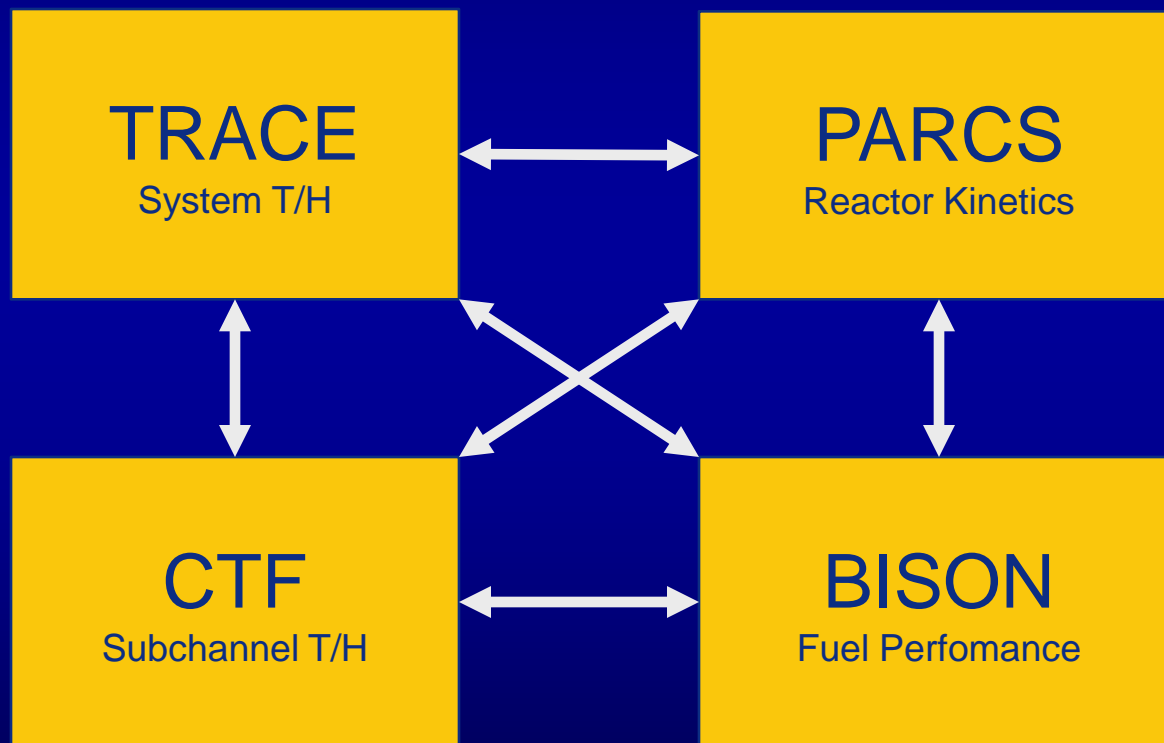 TRACE
System T/H
PARCS
Reactor Kinetics
CTF
Subchannel T/H
BISON
Fuel Perfomance